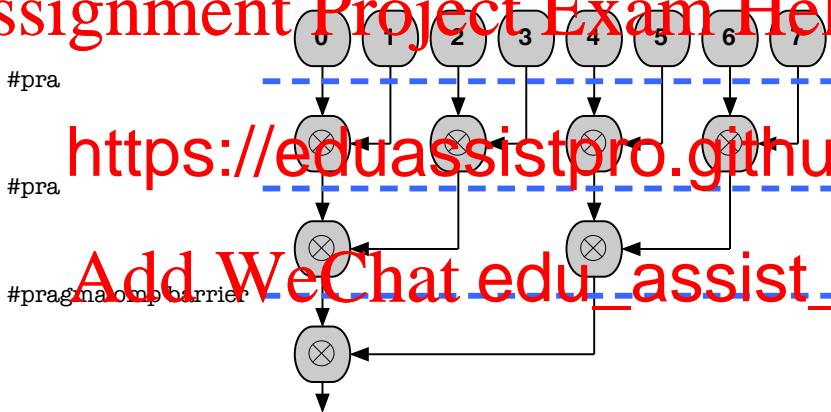 ssignment Project Exam Hel
0 1 2 3 4 5 6 7
#pra
https://eduassistpro.githu
#pra
Add WeChat edu_assist_
#pragma omp barrier